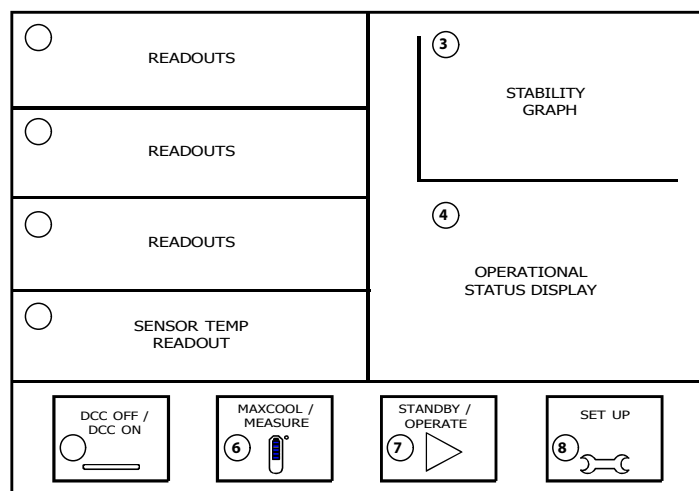 READOUTS
READOUTS
READOUTS
SENSOR TEMP
READOUT
3
STABILITY
GRAPH
4
OPERATIONAL
STATUS DISPLAY
DCC OFF /
DCC ON
MAXCOOL /
MEASURE
6
STANDBY /
OPERATE
7
SET UP
8